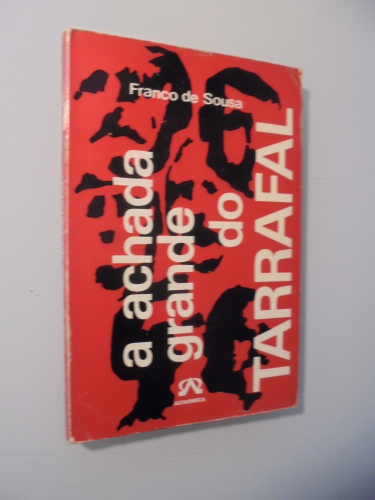 Franco de Sousa
a achada
grande
do
TARRAFAL